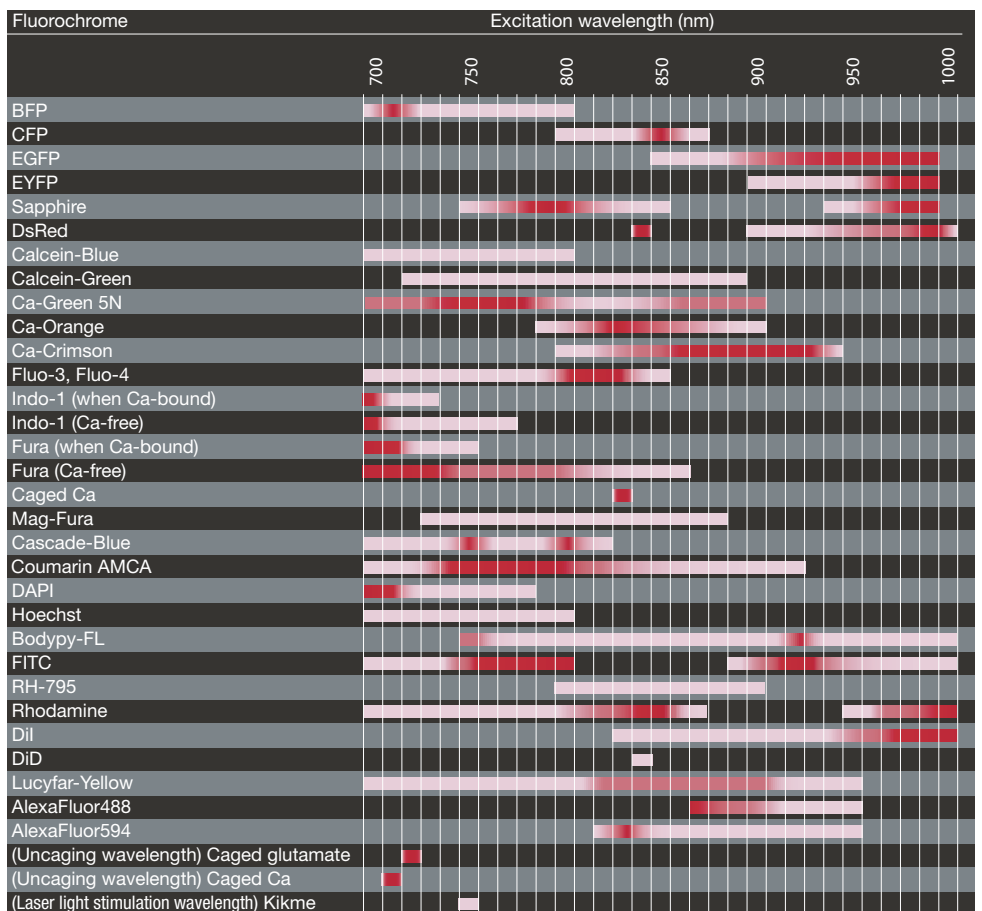 Fluorochrome Excitation wavelength (nm)
700 750 800 850 900 950 1000
BFP
CFP
EGFP
EYFP
Sapphire
DsRed
Calcein-Blue
Calcein-Green
Ca-Green 5N
Ca-Orange
Ca-Crimson
Fluo-3, Fluo-4
Indo-1 (when Ca-bound)
Indo-1 (Ca-free)
Fura (when Ca-bound)
Fura (Ca-free)
Caged Ca
Mag-Fura
Cascade-Blue
Coumarin AMCA
DAPI
Hoechst
Bodypy-FL
FITC
RH-795
Rhodamine
DiI
DiD
Lucyfar-Yellow
AlexaFluor488
AlexaFluor594
(Uncaging wavelength) Caged glutamate
(Uncaging wavelength) Caged Ca
(Laser light stimulation wavelength) Kikme